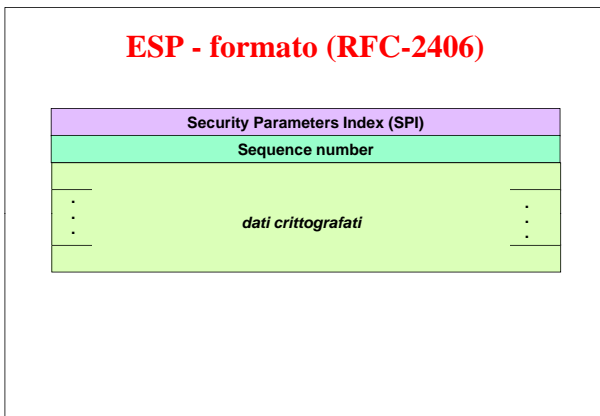 ESP - formato (RFC-2406)
Security Parameters Index (SPI)
Sequence number
dati crittografati